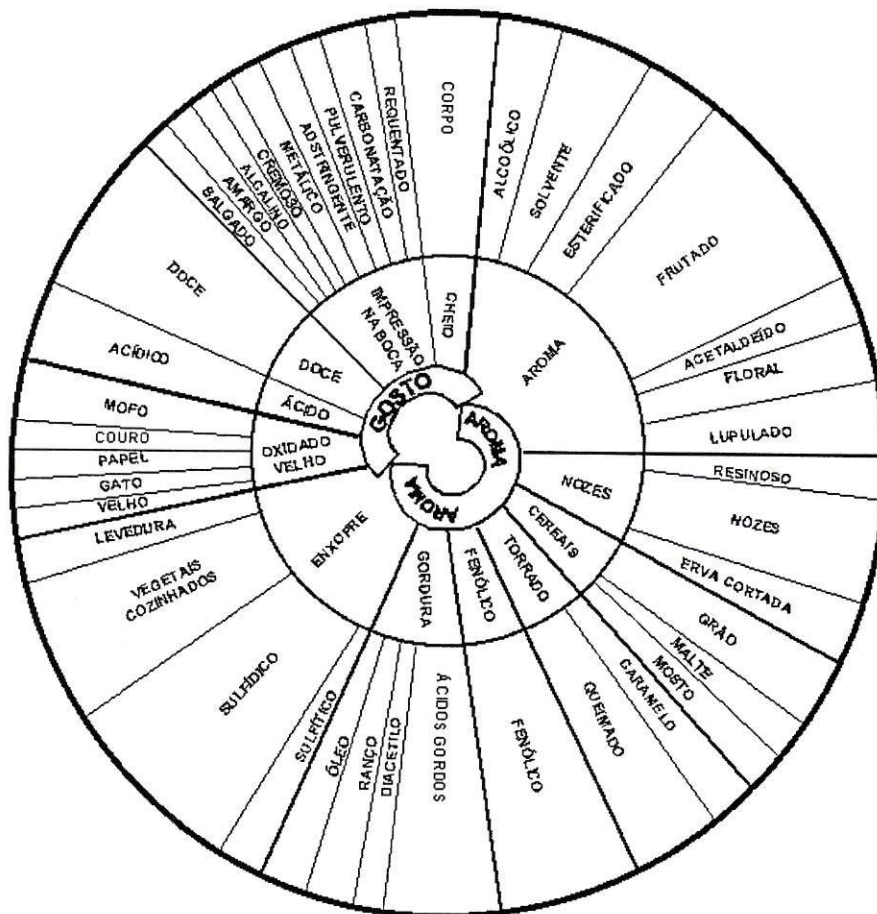 CORPO
ALCOÓLICO
SOLVENTE
ESTERIFICADO
FRUTADO
ACETALDEÍDO
FLORAL
LUPULADO
RESINOSO
NOZES
ERVA CORTADA
GRÃO
MALTE
MOSTO
CARAMELO
QUEIMADO
FENÓLICO
ÁCIDOS GORDOS
DIACETILO
RANÇO
ÓLEO
SULFÍTICO
SULFÍDICO
VEGETAIS
COZINHADOS
LEVEDURA
VELHO
GATO
PAPEL
COURO
MOFO
ACÍDICO
DOCE
SALGADO
AMARGO
ALCALINO
CREMOSO
METÁLICO
ADSTRINGENTE
PULVERULENTO
CARBONATAÇÃO
REQUENTADO
CHEIO
AROMA
NOZES
CEREAIS
TORRADO
FENÓLICO
GORDURA
ENXOFRE
OXIDADO
VELHO
ÁCIDO
DOCE
IMPRESSÃO
NA BOCA
GOSTO
AROMA
AROMA